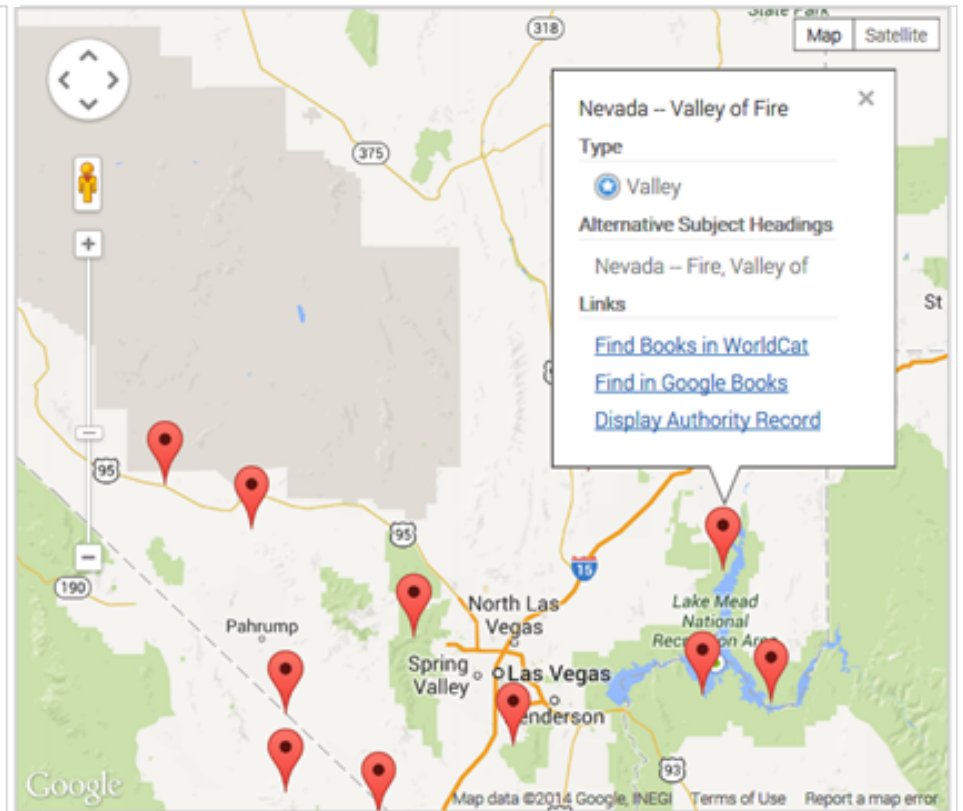 State Park
318
Map
Satellite
375
Nevada -- Valley of Fire
×
Type
Valley
Alternative Subject Headings
Nevada -- Fire, Valley of
Links
Find Books in WorldCat
Find in Google Books
Display Authority Record
St
+
95
95
−
15
190
Pahrump
North Las
Vegas
Lake Mead
National
Recreation Area
Spring
Valley
Las Vegas
enderson
93
Google
Map data ©2014 Google, INEGI
Terms of Use
Report a map error